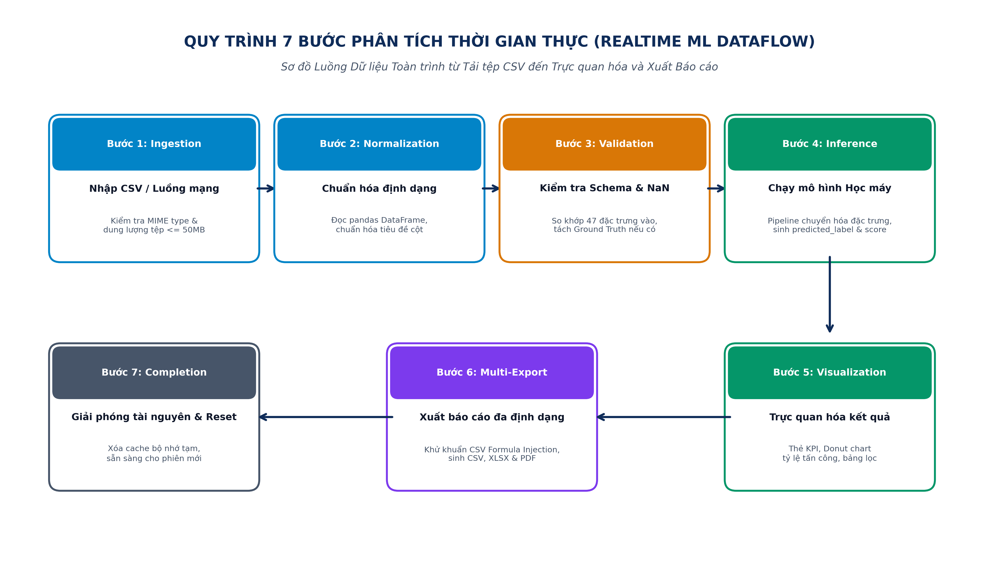 QUY TRÌNH 7 BƯỚC PHÂN TÍCH THỜI GIAN THỰC (REALTIME ML DATAFLOW)
Sơ đồ Luồng Dữ liệu Toàn trình từ Tải tệp CSV đến Trực quan hóa và Xuất Báo cáo
Bước 1: Ingestion
Nhập CSV / Luồng mạng
Kiểm tra MIME type &
dung lượng tệp <= 50MB
Bước 2: Normalization
Chuẩn hóa định dạng
Đọc pandas DataFrame,
chuẩn hóa tiêu đề cột
Bước 3: Validation
Kiểm tra Schema & NaN
So khớp 47 đặc trưng vào,
tách Ground Truth nếu có
Bước 4: Inference
Chạy mô hình Học máy
Pipeline chuyển hóa đặc trưng,
sinh predicted_label & score
Bước 5: Visualization
Trực quan hóa kết quả
Thẻ KPI, Donut chart
tỷ lệ tấn công, bảng lọc
Bước 6: Multi-Export
Xuất báo cáo đa định dạng
Khử khuẩn CSV Formula Injection,
sinh CSV, XLSX & PDF
Bước 7: Completion
Giải phóng tài nguyên & Reset
Xóa cache bộ nhớ tạm,
sẵn sàng cho phiên mới